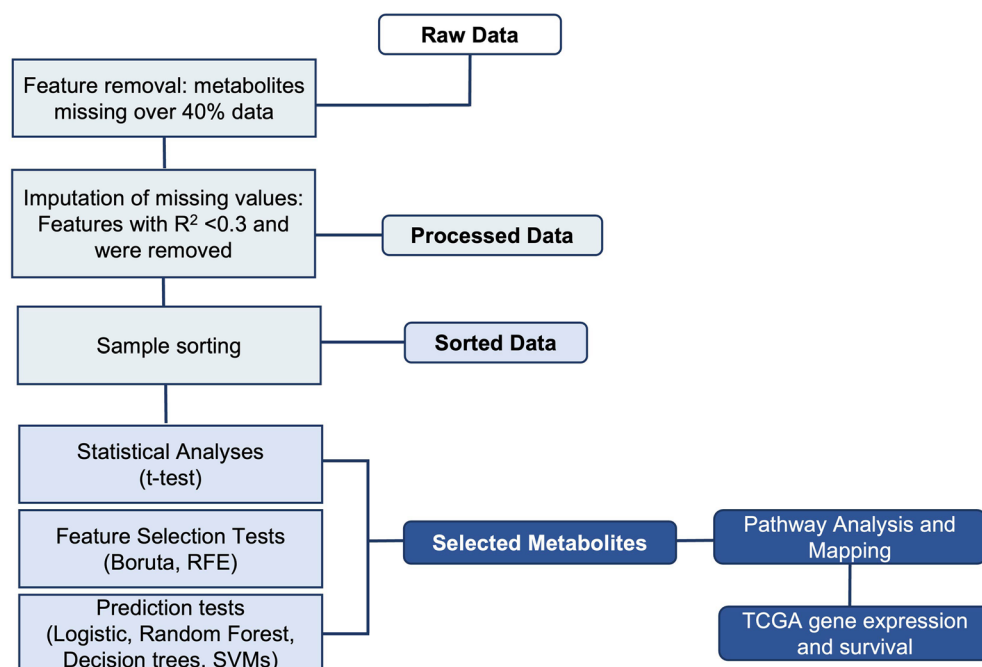 Raw Data
Feature removal: metabolites
missing over 40% data
Imputation of missing values:
Features with R² <0.3 and
were removed
Processed Data
Sample sorting
Sorted Data
Statistical Analyses
(t-test)
Feature Selection Tests
(Boruta, RFE)
Prediction tests
(Logistic, Random Forest,
Decision trees, SVMs)
Selected Metabolites
Pathway Analysis and
Mapping
TCGA gene expression
and survival